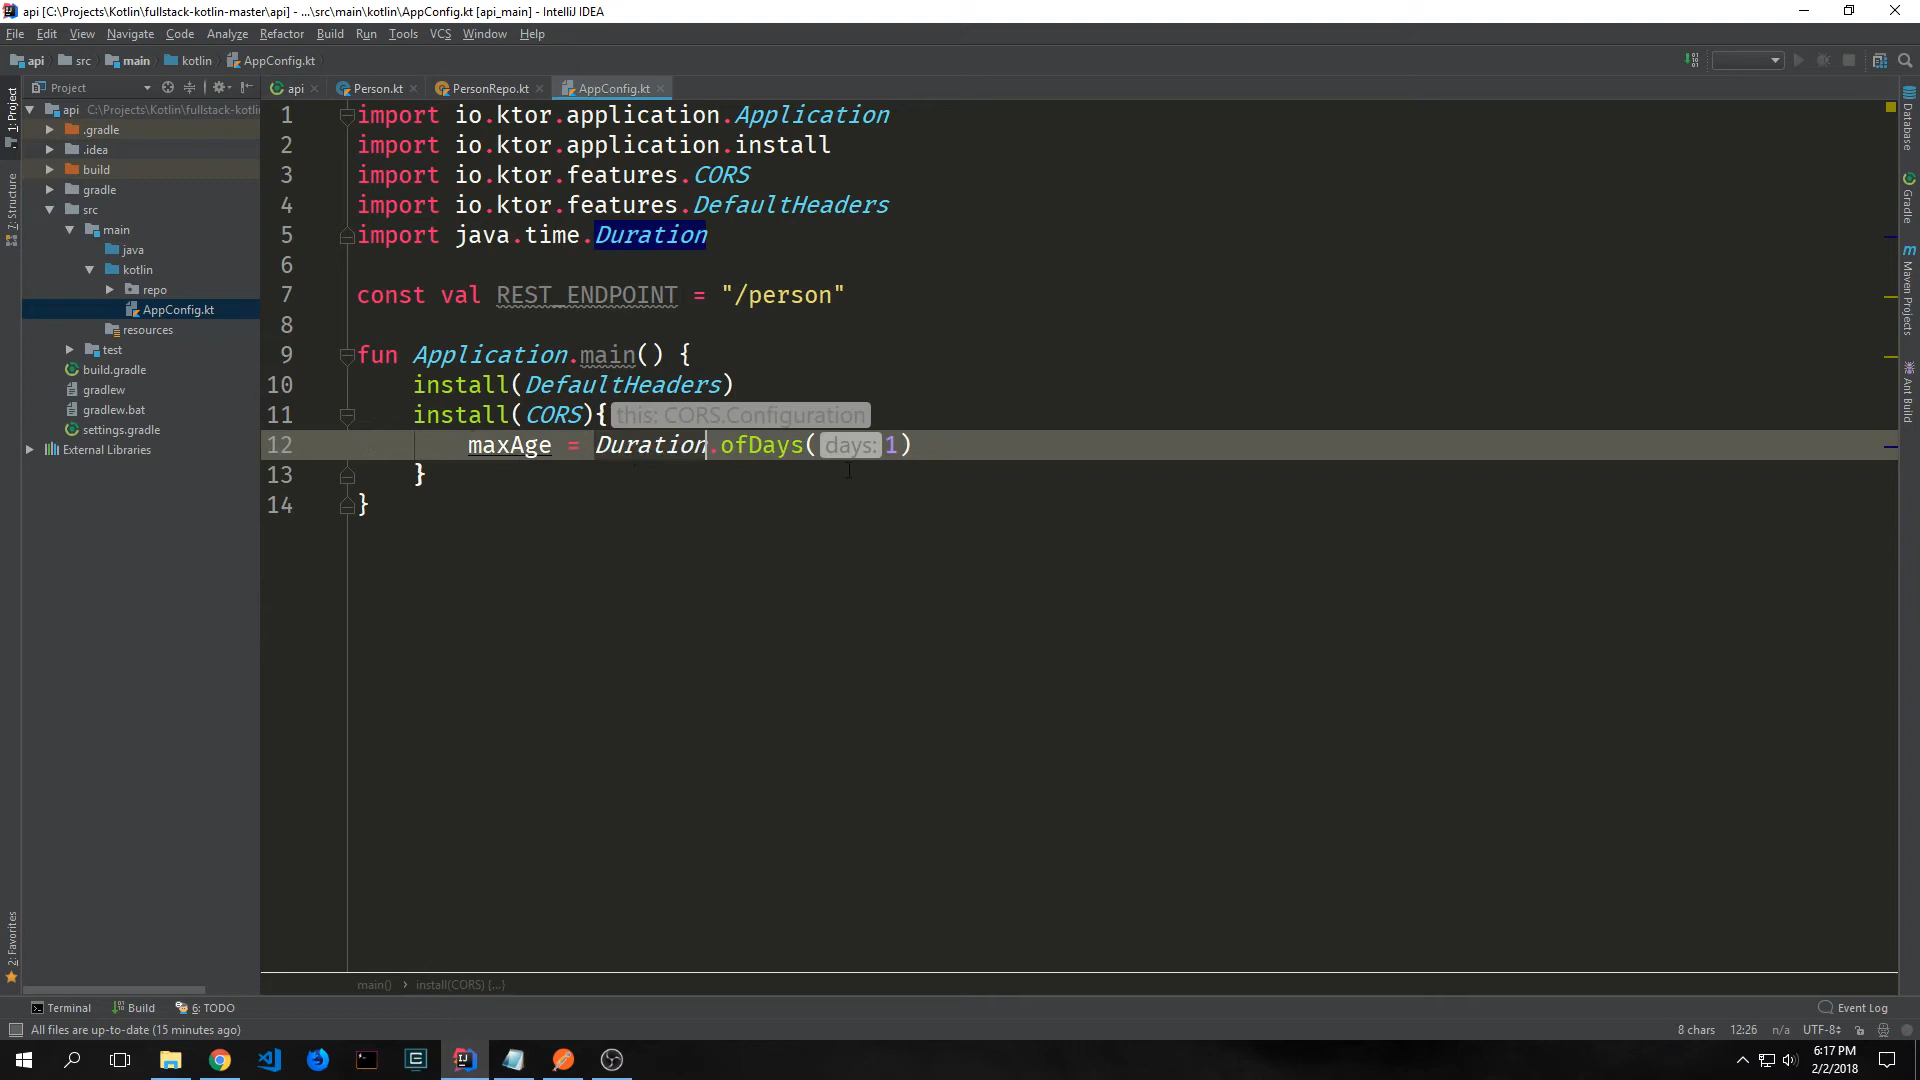 api [C:\Projects\Kotlin\fullstack-kotlin-master\api] - ...\src\main\kotlin\AppConfig.kt [api_main] - IntelliJ IDEA
File Edit View Navigate Code Analyze Refactor Build Run Tools VCS Window Help
api src main kotlin AppConfig.kt
Project
api Person.kt PersonRepo.kt AppConfig.kt
1: Project
7: Structure
2: Favorites
api C:\Projects\Kotlin\fullstack-kotlin
.gradle
.idea
build
gradle
src
main
java
kotlin
repo
AppConfig.kt
resources
test
build.gradle
gradlew
gradlew.bat
settings.gradle
External Libraries
1 import io.ktor.application.Application
2 import io.ktor.application.install
3 import io.ktor.features.CORS
4 import io.ktor.features.DefaultHeaders
5 import java.time.Duration
6
7 const val REST_ENDPOINT = "/person"
8
9 fun Application.main() {
10 install(DefaultHeaders)
11 install(CORS){ this: CORS.Configuration
12 maxAge = Duration.ofDays( days: 1)
13 }
14 }
Database
Gradle
Maven Projects
Ant Build
main() › install(CORS) {...}
Terminal Build 6: TODO Event Log
All files are up-to-date (15 minutes ago) 8 chars 12:26 n/a UTF-8
6:17 PM
2/2/2018